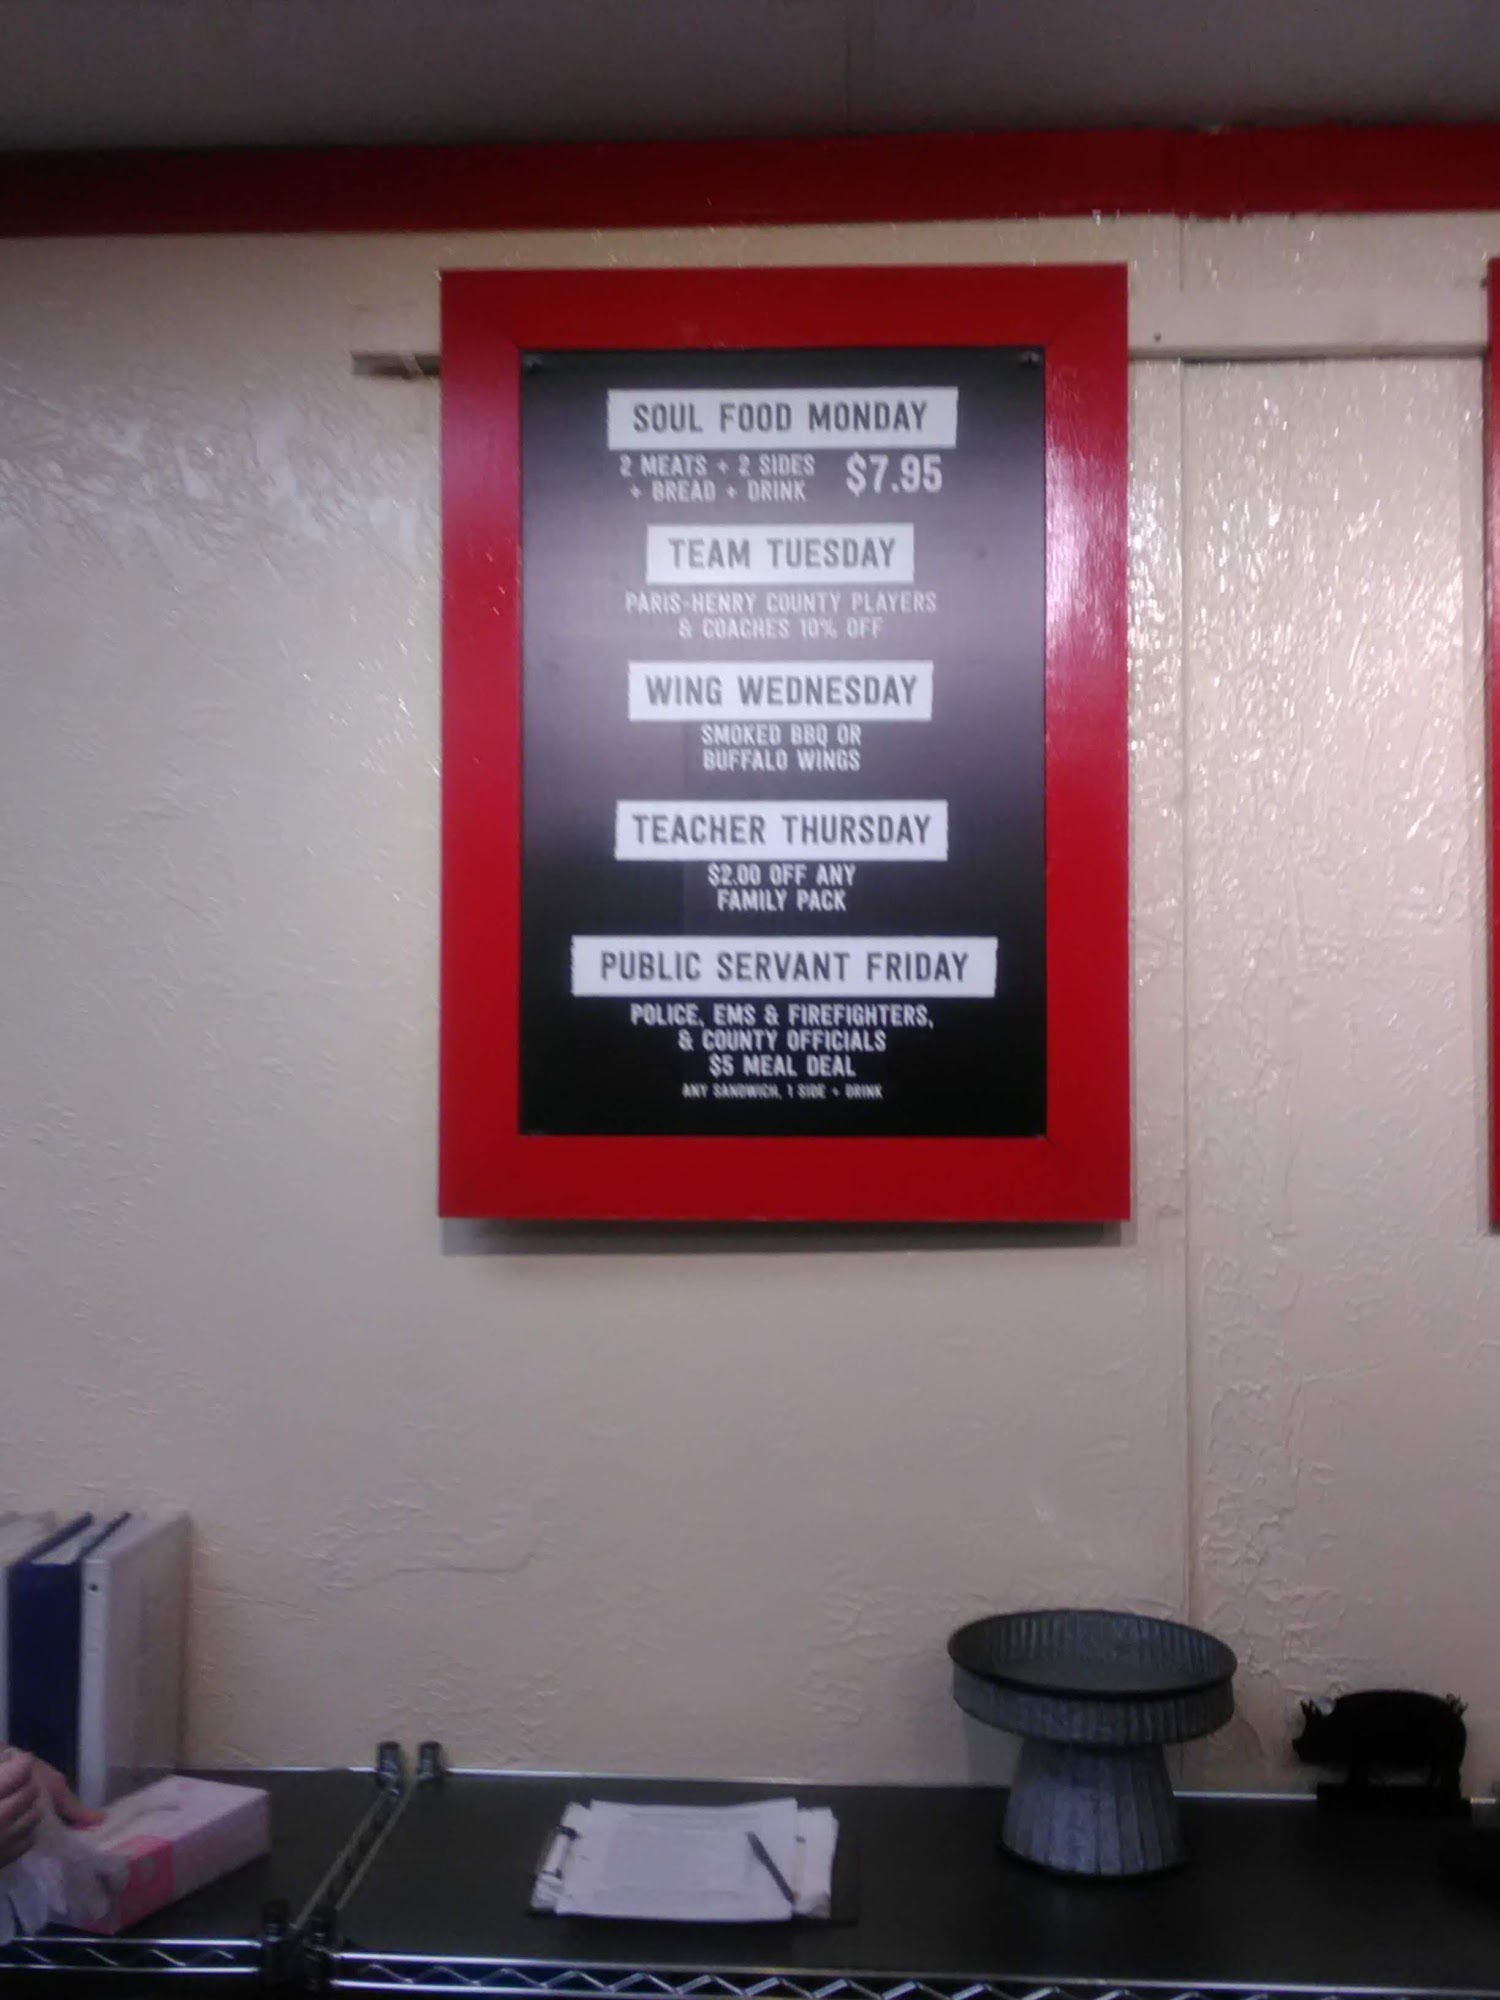 SOUL FOOD MONDAY
2 MEATS + 2 SIDES
+ BREAD + DRINK
$7.95
TEAM TUESDAY
PARIS-HENRY COUNTY PLAYERS
& COACHES 10% OFF
WING WEDNESDAY
SMOKED BBQ OR
BUFFALO WINGS
TEACHER THURSDAY
$2.00 OFF ANY
FAMILY PACK
PUBLIC SERVANT FRIDAY
POLICE, EMS & FIREFIGHTERS,
& COUNTY OFFICIALS
$5 MEAL DEAL
ANY SANDWICH, 1 SIDE + DRINK